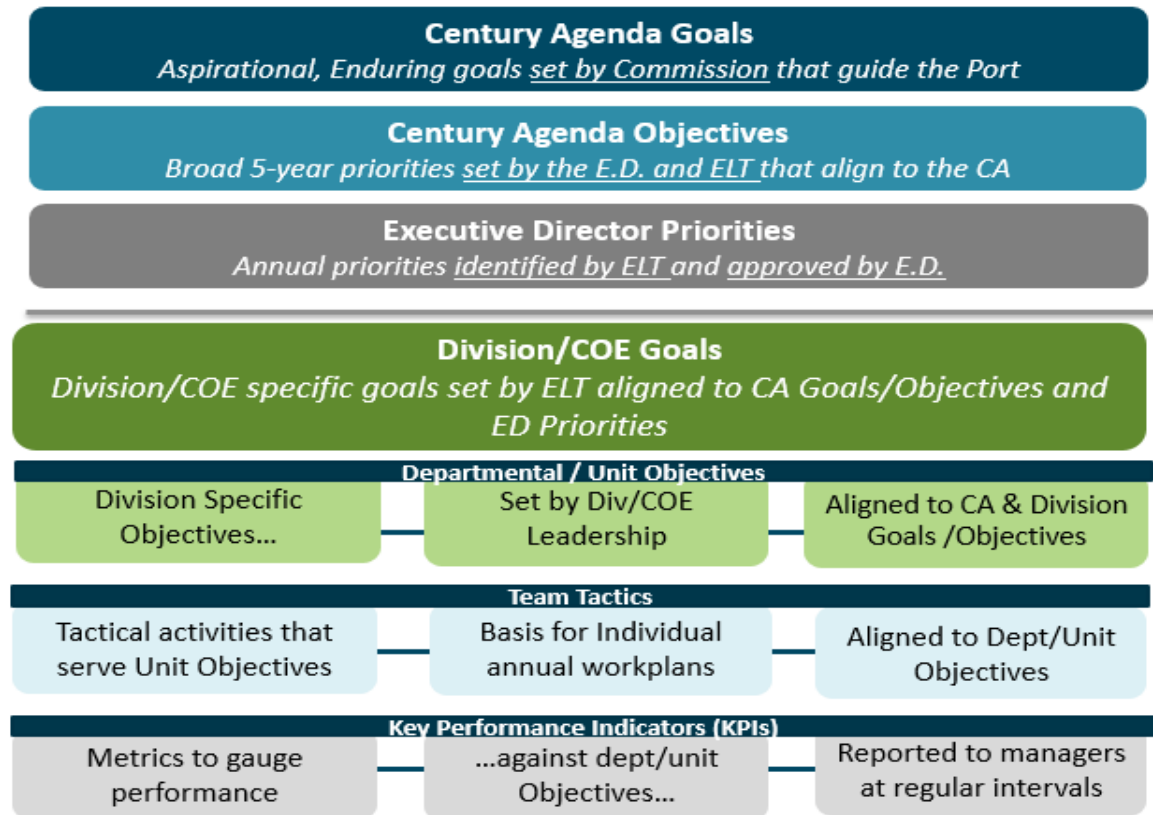 Century Agenda Goals
Aspirational, Enduring goals set by Commission that guide the Port
Century Agenda Objectives
Broad 5-year priorities set by the E.D. and ELT that align to the CA
Executive Director Priorities
Annual priorities identified by ELT and approved by E.D.
Division/COE Goals
Division/COE specific goals set by ELT aligned to CA Goals/Objectives and
ED Priorities
Departmental / Unit Objectives
Division Specific
Objectives…
Set by Div/COE
Leadership
Aligned to CA & Division
Goals /Objectives
Team Tactics
Tactical activities that
serve Unit Objectives
Basis for Individual
annual workplans
Aligned to Dept/Unit
Objectives
Key Performance Indicators (KPIs)
Metrics to gauge
performance
…against dept/unit
Objectives…
Reported to managers
at regular intervals